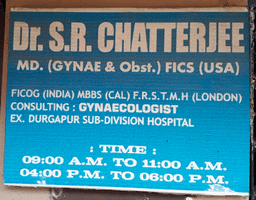 Dr. S.R. CHATTERJEE
MD. (GYNAE & Obst.) FICS (USA)
FICOG (INDIA) MBBS (CAL) F.R.S.T.M.H (LONDON)
CONSULTING : GYNAECOLOGIST
EX. DURGAPUR SUB-DIVISION HOSPITAL
: TIME :
09:00 A.M. TO 11:00 A.M.
04:00 P.M. TO 06:00 P.M.